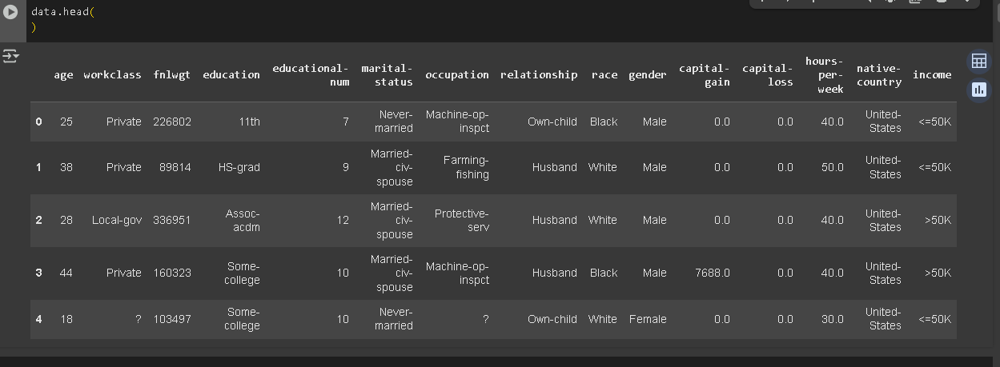 data.head(
)
age workclass fnlwgt education educational-num marital-status occupation relationship race gender capital-gain capital-loss hours-per-week native-country income
0 25 Private 226802 11th 7 Never-married Machine-op-inspct Own-child Black Male 0.0 0.0 40.0 United-States <=50K
1 38 Private 89814 HS-grad 9 Married-civ-spouse Farming-fishing Husband White Male 0.0 0.0 50.0 United-States <=50K
2 28 Local-gov 336951 Assoc-acdm 12 Married-civ-spouse Protective-serv Husband White Male 0.0 0.0 40.0 United-States >50K
3 44 Private 160323 Some-college 10 Married-civ-spouse Machine-op-inspct Husband Black Male 7688.0 0.0 40.0 United-States >50K
4 18 ? 103497 Some-college 10 Never-married ? Own-child White Female 0.0 0.0 30.0 United-States <=50K